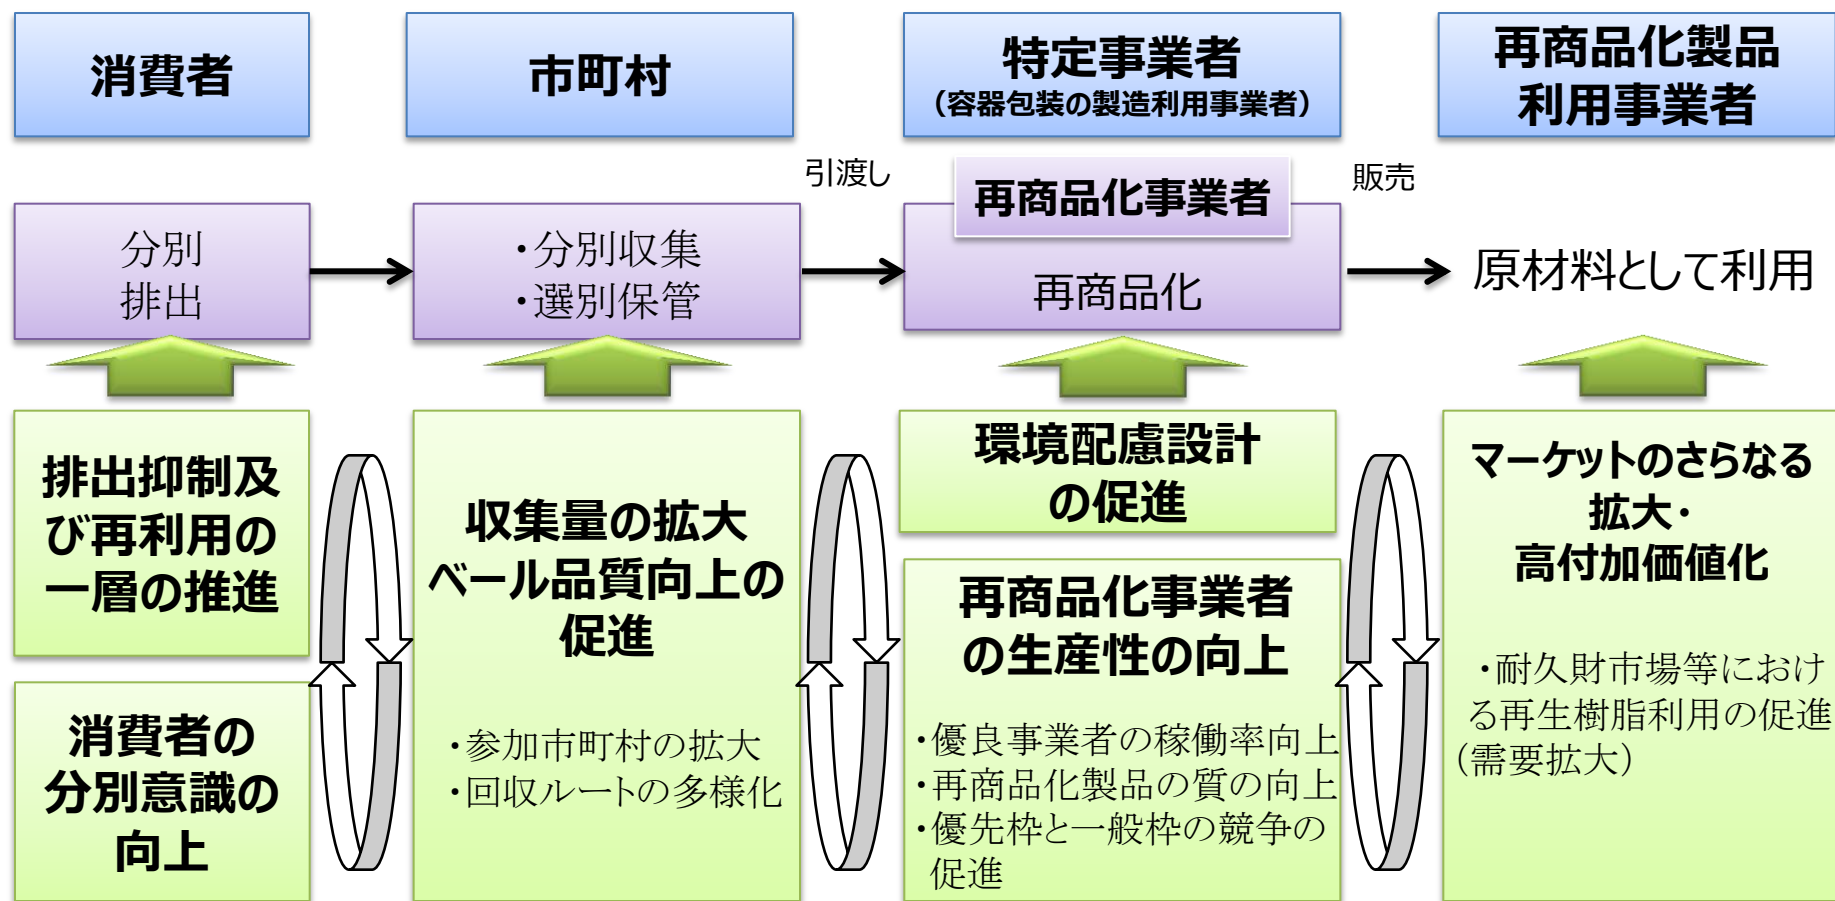 消費者
市町村
特定事業者
（容器包装の製造利用事業者）
再商品化製品
利用事業者
分別
排出
・分別収集
・選別保管
引渡し
再商品化事業者
再商品化
販売
原材料として利用
排出抑制及
び再利用の
一層の推進
消費者の
分別意識の
向上
収集量の拡大
ベール品質向上の
促進
・参加市町村の拡大
・回収ルートの多様化
環境配慮設計
の促進
再商品化事業者
の生産性の向上
・優良事業者の稼働率向上
・再商品化製品の質の向上
・優先枠と一般枠の競争の
促進
マーケットのさらなる
拡大・
高付加価値化
・耐久財市場等におけ
る再生樹脂利用の促進
（需要拡大）